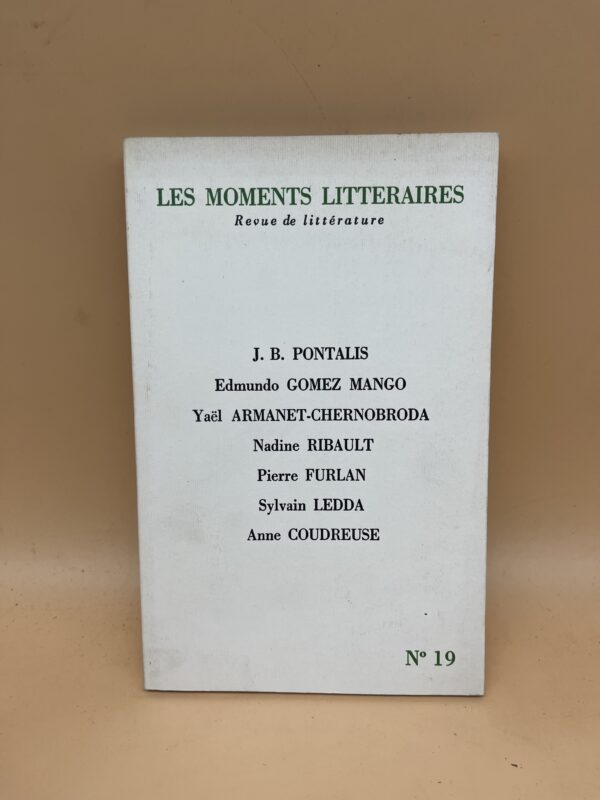 LES MOMENTS LITTERAIRES
Revue de littérature
J. B. PONTALIS
Edmundo GOMEZ MANGO
Yaël ARMANET-CHERNOBRODA
Nadine RIBAULT
Pierre FURLAN
Sylvain LEDDA
Anne COUDREUSE
Nº 19